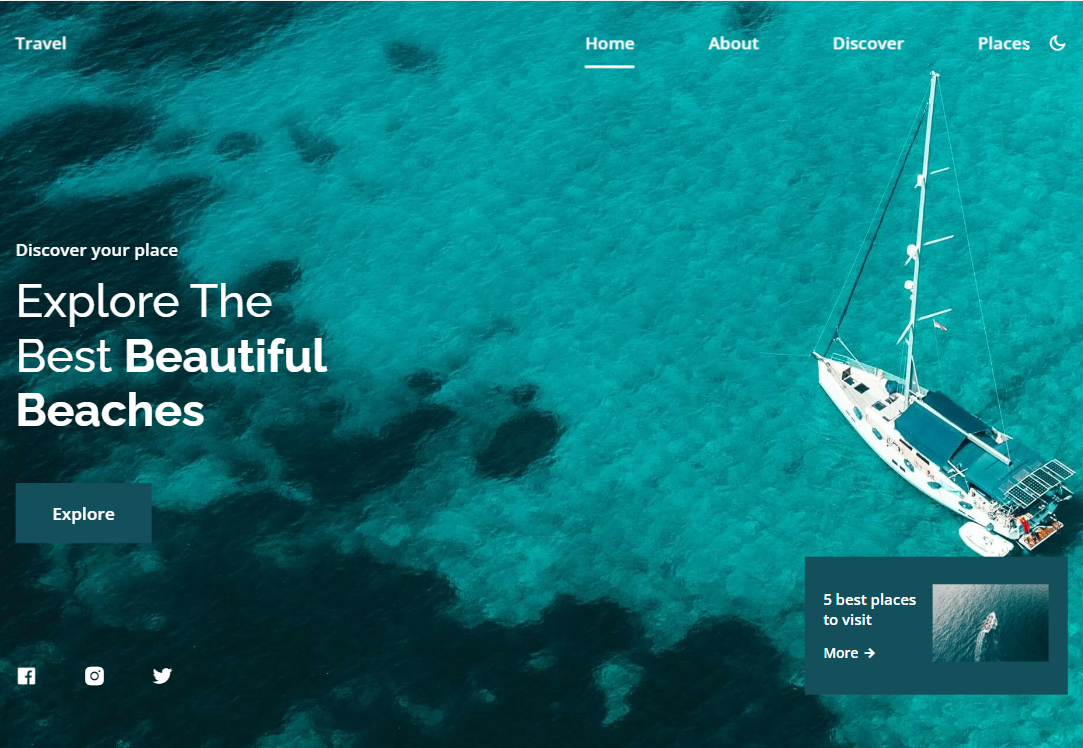 Travel
Home About Discover Places
Discover your place
Explore The
Best Beautiful
Beaches
Explore
5 best places
to visit
More →